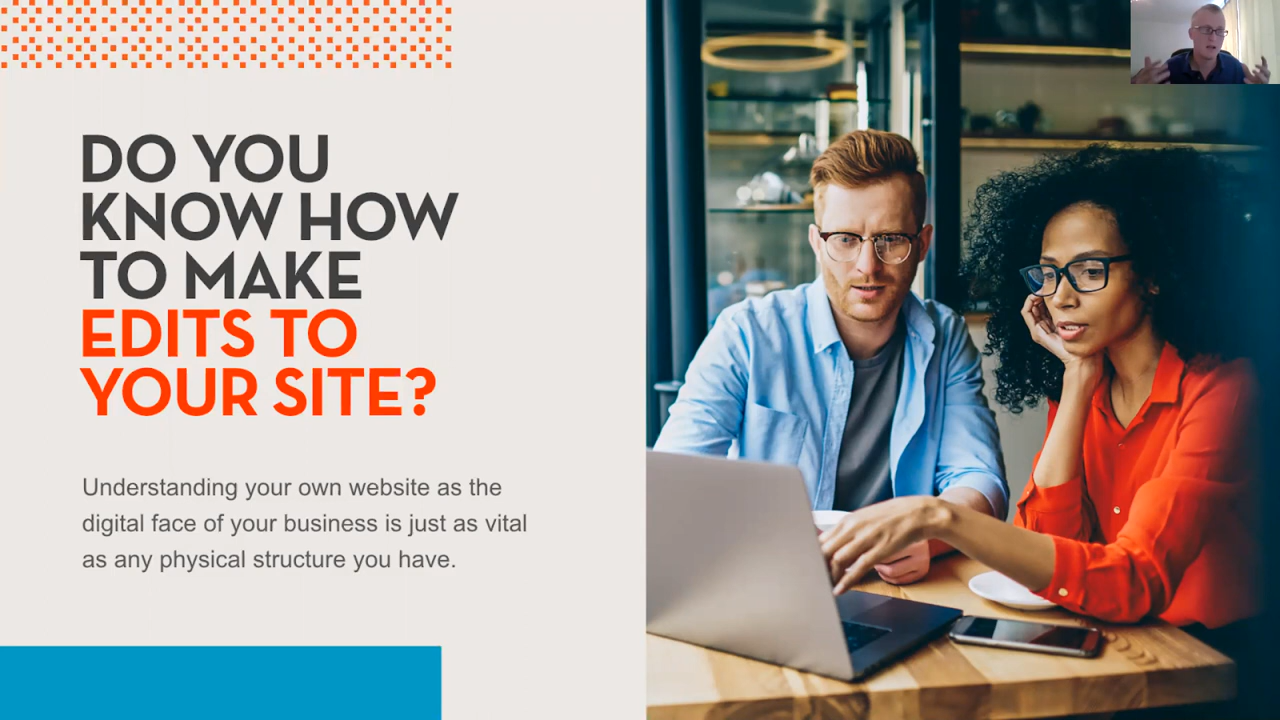 DO YOU
KNOW HOW
TO MAKE
EDITS TO
YOUR SITE?
Understanding your own website as the
digital face of your business is just as vital
as any physical structure you have.